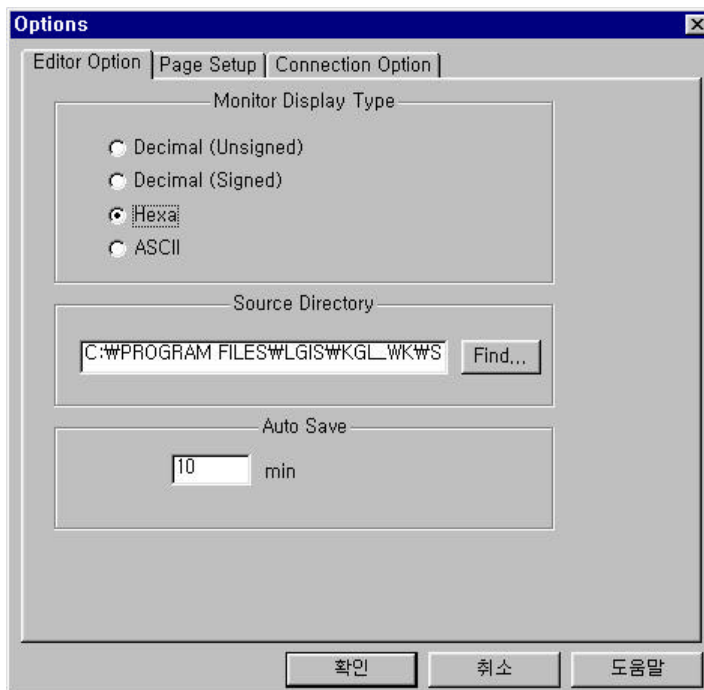 Options
Editor Option Page Setup Connection Option
Monitor Display Type
Decimal (Unsigned)
Decimal (Signed)
Hexa
ASCII
Source Directory
C:₩PROGRAM FILES₩LGIS₩KGL_WK₩S Find...
Auto Save
10 min
확인 취소 도움말